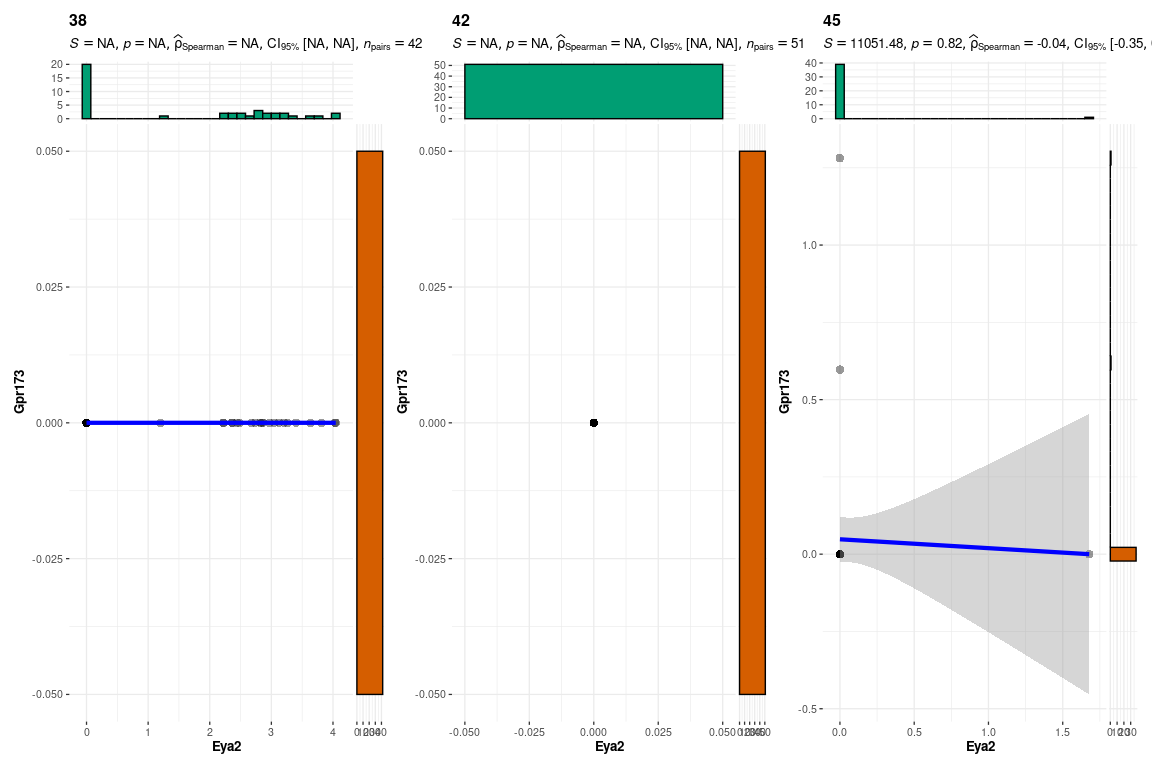 38
S = NA, p = NA, ρ̂Spearman = NA, CI95% [NA, NA], npairs = 42
20
15
10
5
0
0.050
0.025
0.000
-0.025
-0.050
Gpr173
0 1 2 3 4
Eya2
42
S = NA, p = NA, ρ̂Spearman = NA, CI95% [NA, NA], npairs = 51
50
40
30
20
10
0
0.050
0.025
0.000
-0.025
-0.050
Gpr173
-0.050 -0.025 0.000 0.025 0.050
Eya2
45
S = 11051.48, p = 0.82, ρ̂Spearman = -0.04, CI95% [-0.35,
40
30
20
10
0
1.0
0.5
0.0
-0.5
Gpr173
0.0 0.5 1.0 1.5
Eya2